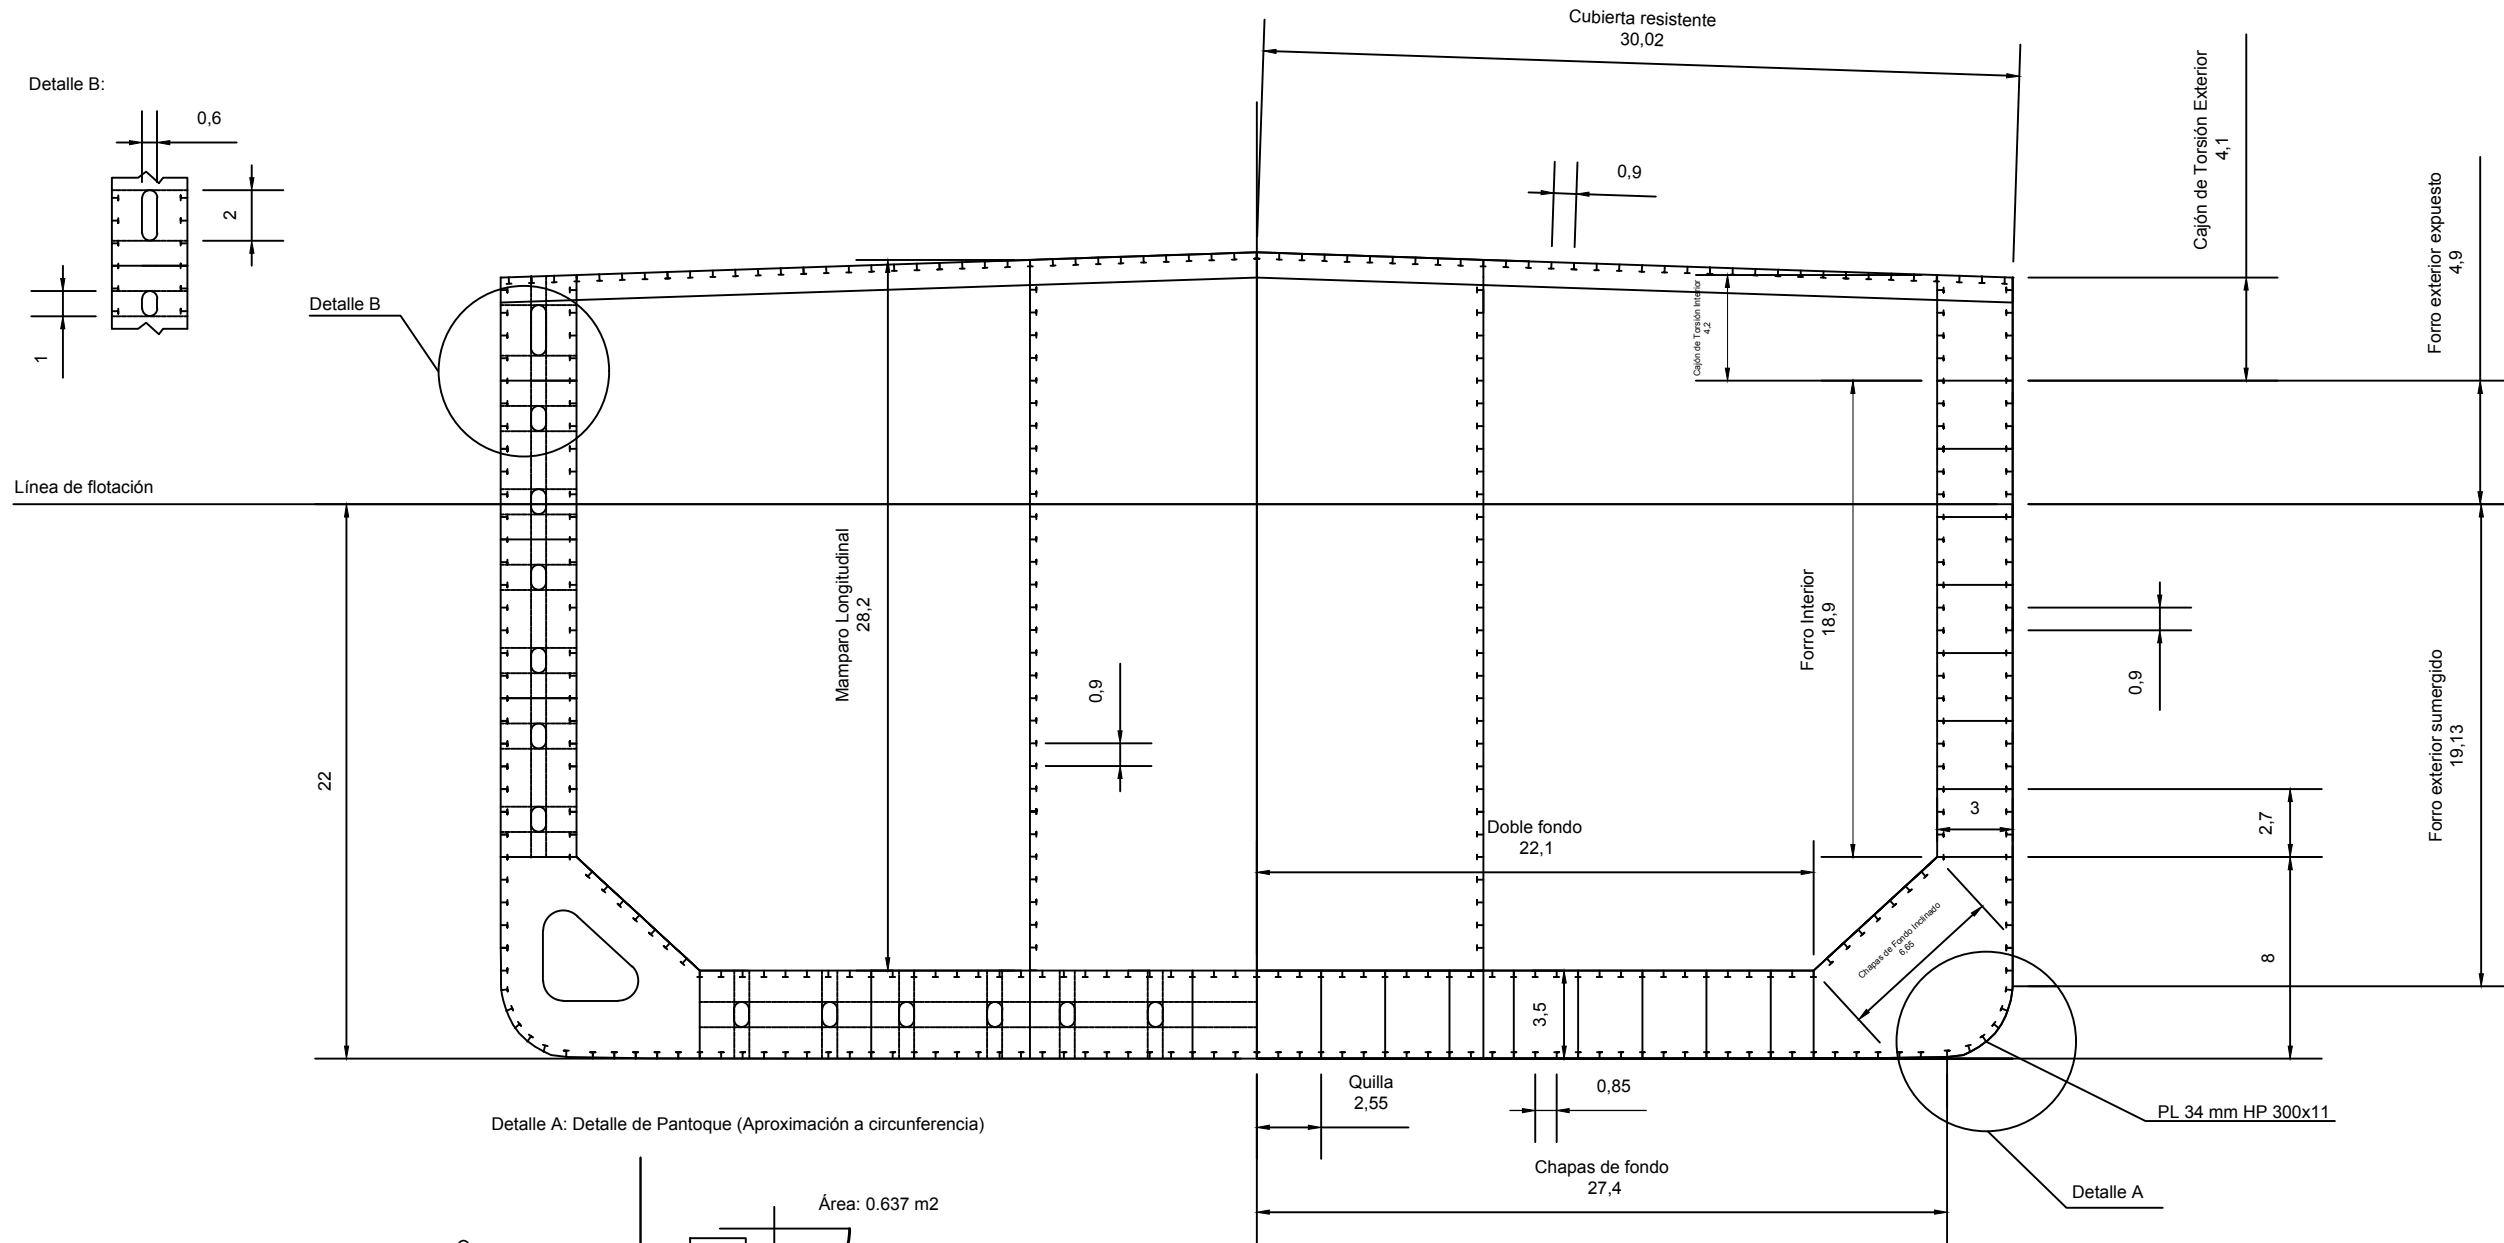 Cubierta resistente
30,02
Detalle B:
0,6
2
1
0,9
Cajón de Torsión Exterior
4,1
Forro exterior expuesto
4,9
Detalle B
Cajón de Torsión Interior
4,2
Línea de flotación
22
Mamparo Longitudinal
28,2
0,9
Forro Interior
18,9
0,9
Forro exterior sumergido
19,13
Doble fondo
22,1
3
2,7
8
Chapas de Fondo Inclinado
6,65
3,5
Quilla
2,55
0,85
PL 34 mm HP 300x11
Detalle A: Detalle de Pantoque (Aproximación a circunferencia)
Chapas de fondo
27,4
Detalle A
Área: 0.637 m2